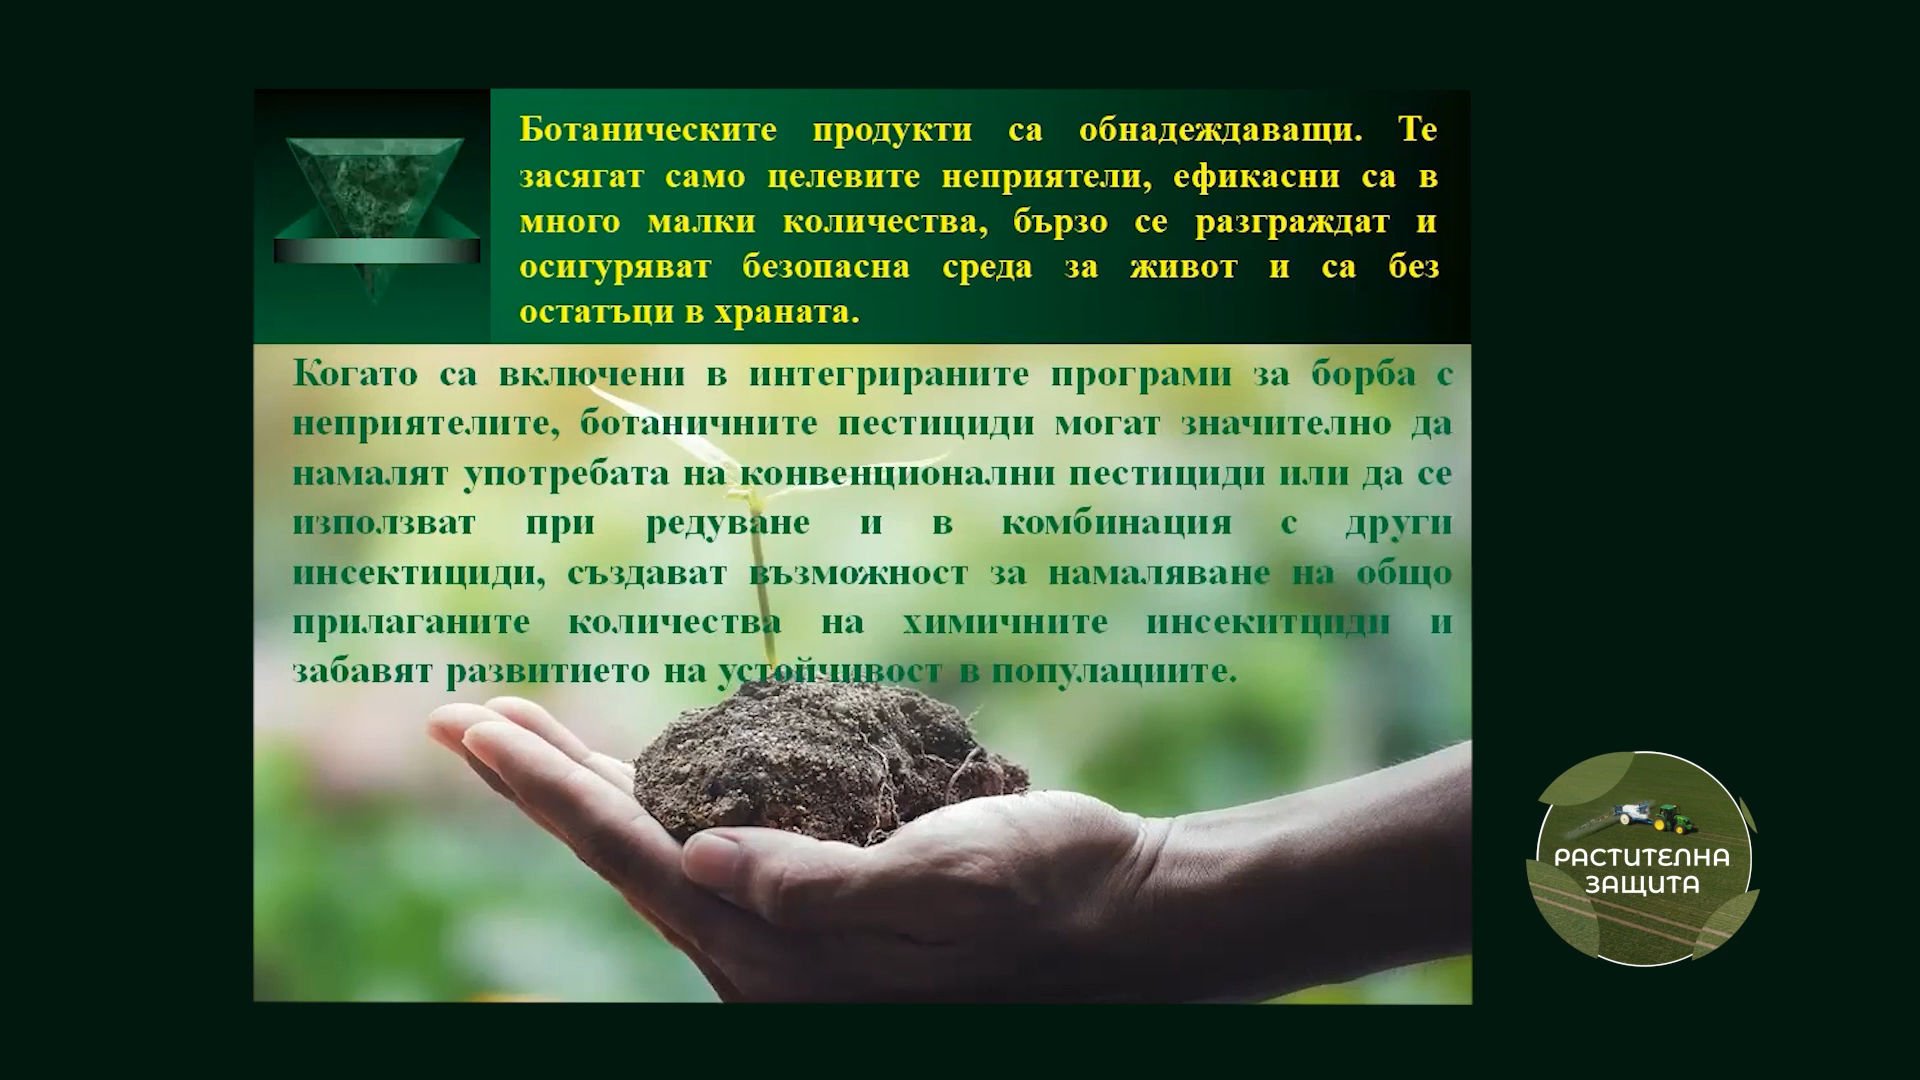 Ботаническите продукти са обнадеждаващи. Те
засягат само целевите неприятели, ефикасни са в
много малки количества, бързо се разграждат и
осигуряват безопасна среда за живот и са без
остатъци в храната.
Когато са включени в интегрираните програми за борба с
неприятелите, ботаничните пестициди могат значително да
намалят употребата на конвенционални пестициди или да се
използват при редуване и в комбинация с други
инсектициди, създават възможност за намаляване на общо
прилаганите количества на химичните инсекитциди и
забавят развитието на устойчивост в популациите.
РАСТИТЕЛНА
ЗАЩИТА